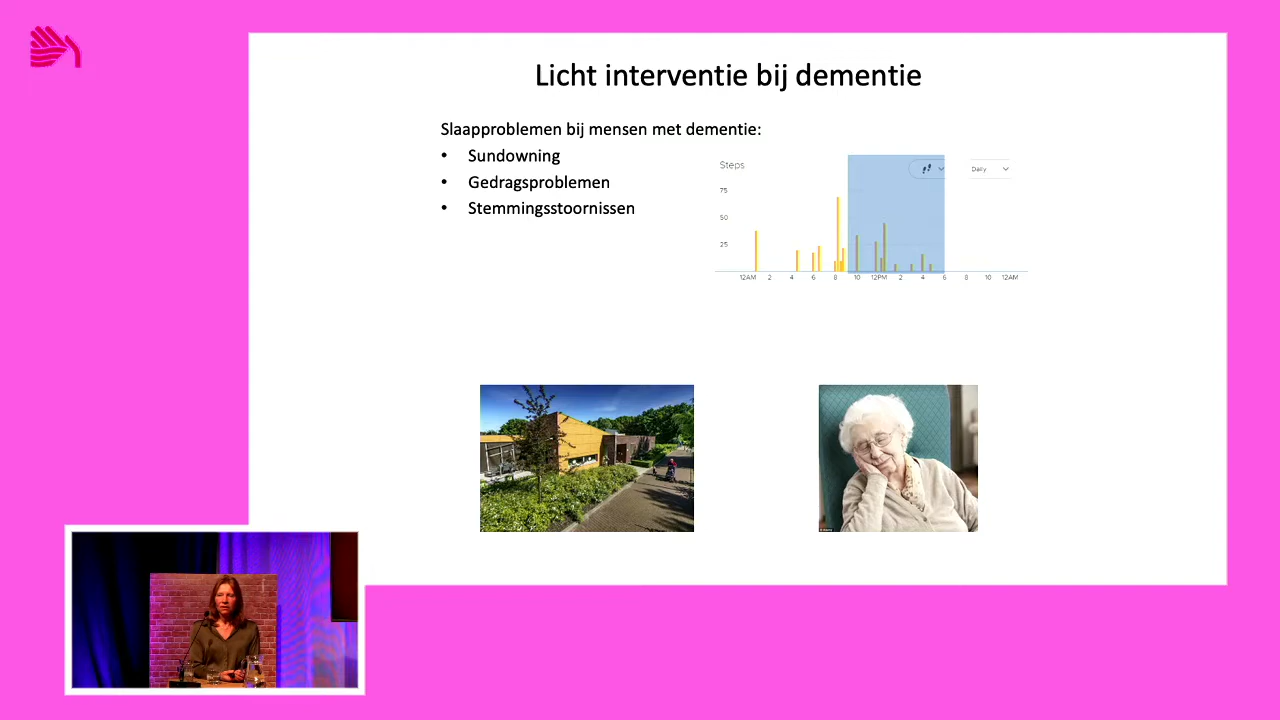 Licht interventie bij dementie
Slaapproblemen bij mensen met dementie:
• Sundowning
• Gedragsproblemen
• Stemmingsstoornissen
Steps
Daily
75
50
25
12AM 2 4 6 8 10 12PM 2 4 6 8 10 12AM